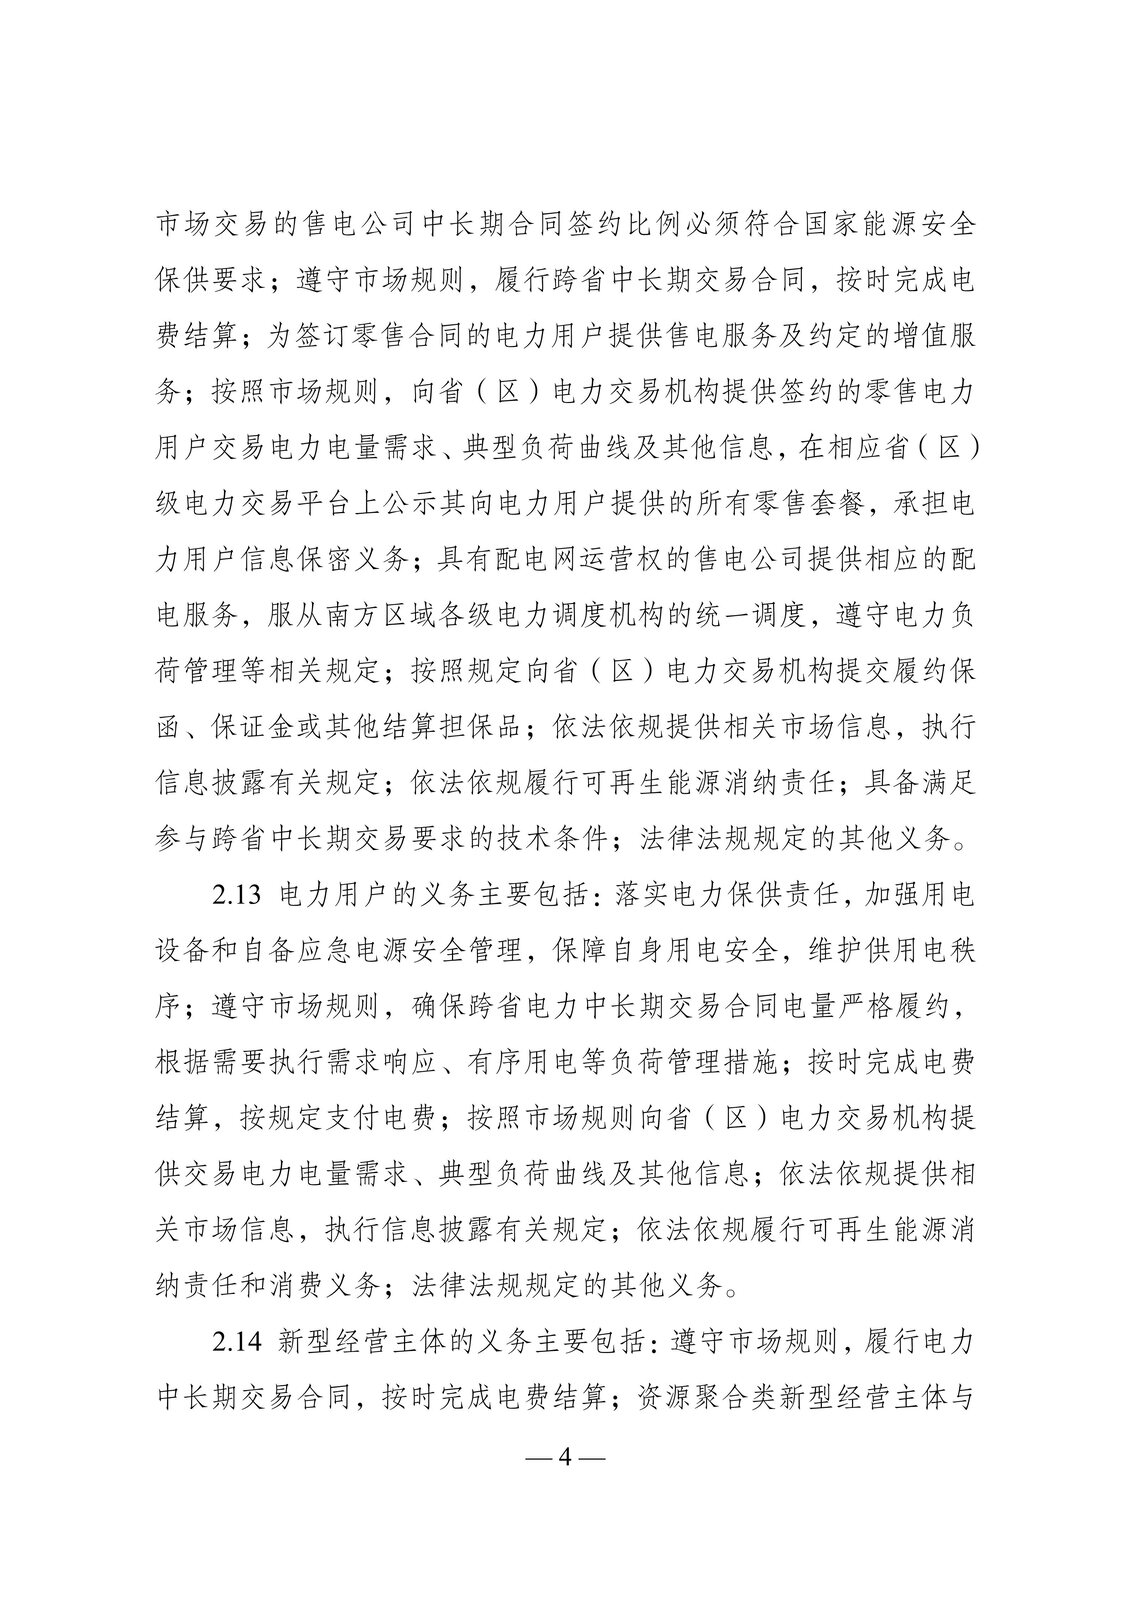 市场交易的售电公司中长期合同签约比例必须符合国家能源安全
保供要求；遵守市场规则，履行跨省中长期交易合同，按时完成电
费结算；为签订零售合同的电力用户提供售电服务及约定的增值服
务；按照市场规则，向省（区）电力交易机构提供签约的零售电力
用户交易电力电量需求、典型负荷曲线及其他信息，在相应省（区）
级电力交易平台上公示其向电力用户提供的所有零售套餐，承担电
力用户信息保密义务；具有配电网运营权的售电公司提供相应的配
电服务，服从南方区域各级电力调度机构的统一调度，遵守电力负
荷管理等相关规定；按照规定向省（区）电力交易机构提交履约保
函、保证金或其他结算担保品；依法依规提供相关市场信息，执行
信息披露有关规定；依法依规履行可再生能源消纳责任；具备满足
参与跨省中长期交易要求的技术条件；法律法规规定的其他义务。
2.13 电力用户的义务主要包括：落实电力保供责任，加强用电
设备和自备应急电源安全管理，保障自身用电安全，维护供用电秩
序；遵守市场规则，确保跨省电力中长期交易合同电量严格履约，
根据需要执行需求响应、有序用电等负荷管理措施；按时完成电费
结算，按规定支付电费；按照市场规则向省（区）电力交易机构提
供交易电力电量需求、典型负荷曲线及其他信息；依法依规提供相
关市场信息，执行信息披露有关规定；依法依规履行可再生能源消
纳责任和消费义务；法律法规规定的其他义务。
2.14 新型经营主体的义务主要包括：遵守市场规则，履行电力
中长期交易合同，按时完成电费结算；资源聚合类新型经营主体与
— 4 —